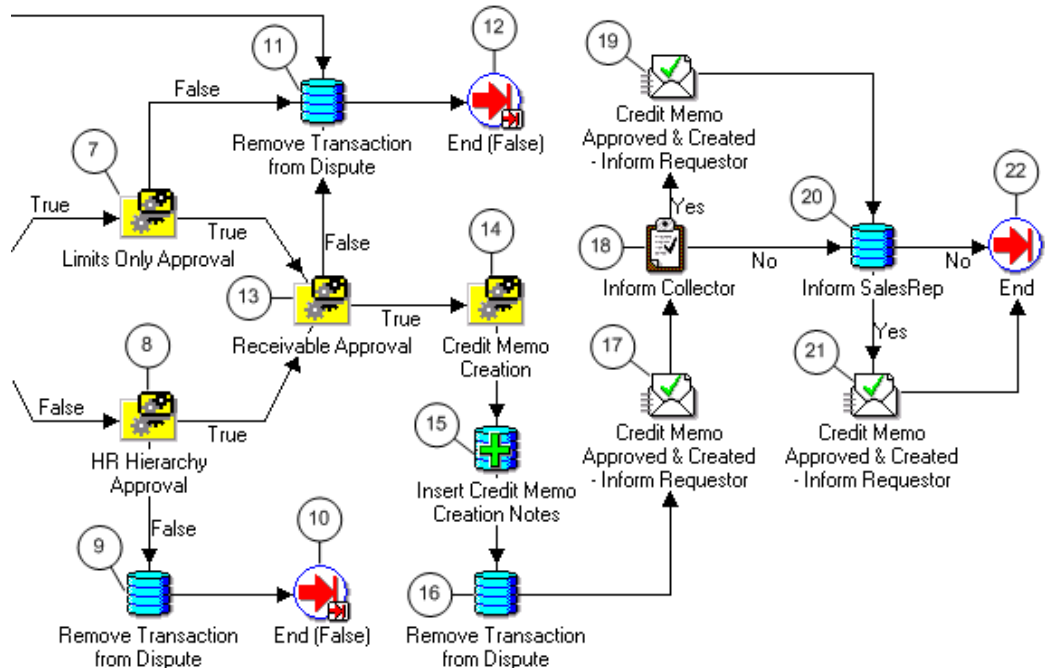 12
19
11
False
Credit Memo
Approved & Created
- Inform Requestor
Remove Transaction
from Dispute
End (False)
7
22
True
True
False
14
Yes
20
18
No
No
Limits Only Approval
13
Inform Collector
Inform SalesRep
End
Receivable Approval
True
Credit Memo
Creation
8
17
Yes
21
False
True
15
HR Hierarchy
Approval
Credit Memo
Approved & Created
- Inform Requestor
Credit Memo
Approved & Created
- Inform Requestor
Insert Credit Memo
Creation Notes
False
10
9
16
Remove Transaction
from Dispute
End (False)
Remove Transaction
from Dispute